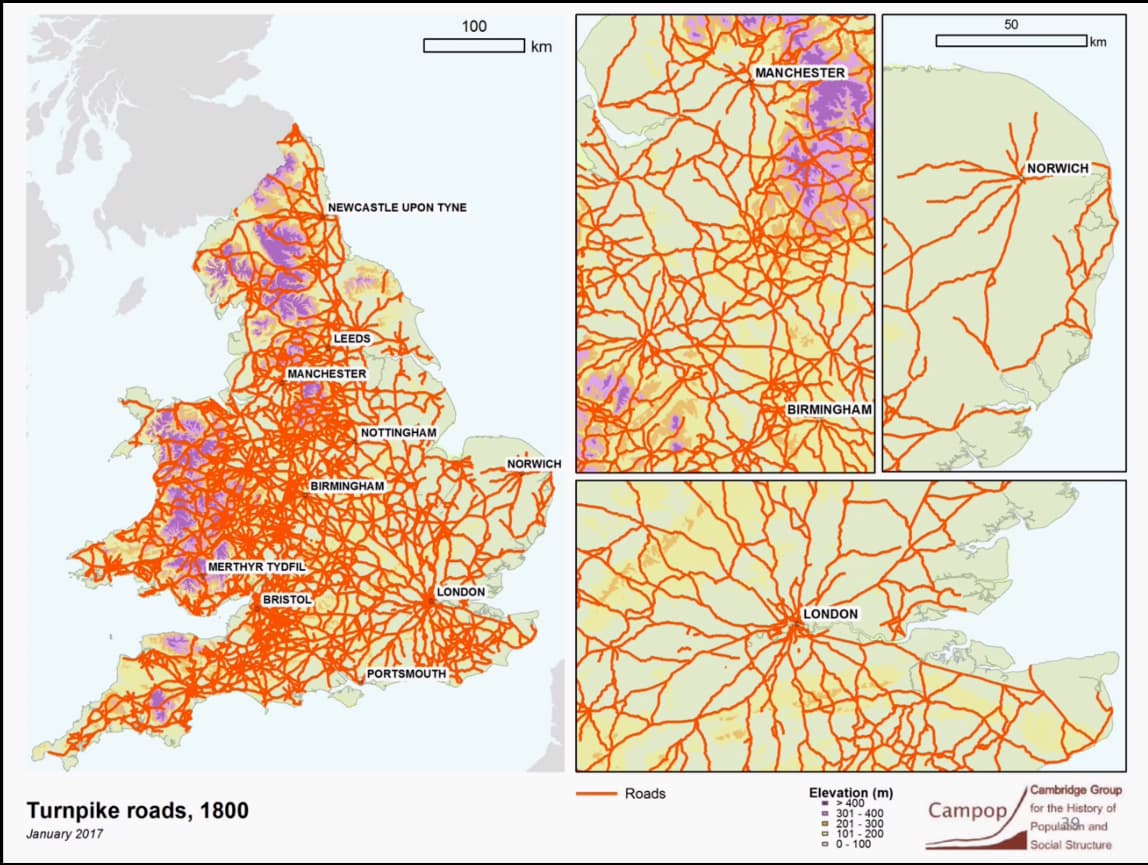 100
km
NEWCASTLE UPON TYNE
LEEDS
MANCHESTER
NOTTINGHAM
NORWICH
BIRMINGHAM
MERTHYR TYDFIL
LONDON
BRISTOL
PORTSMOUTH
MANCHESTER
BIRMINGHAM
50
km
NORWICH
LONDON
Turnpike roads, 1800
January 2017
Roads
Elevation (m)
> 400
301 - 400
201 - 300
101 - 200
0 - 100
Campop
Cambridge Group
for the History of
Population and
Social Structure
39